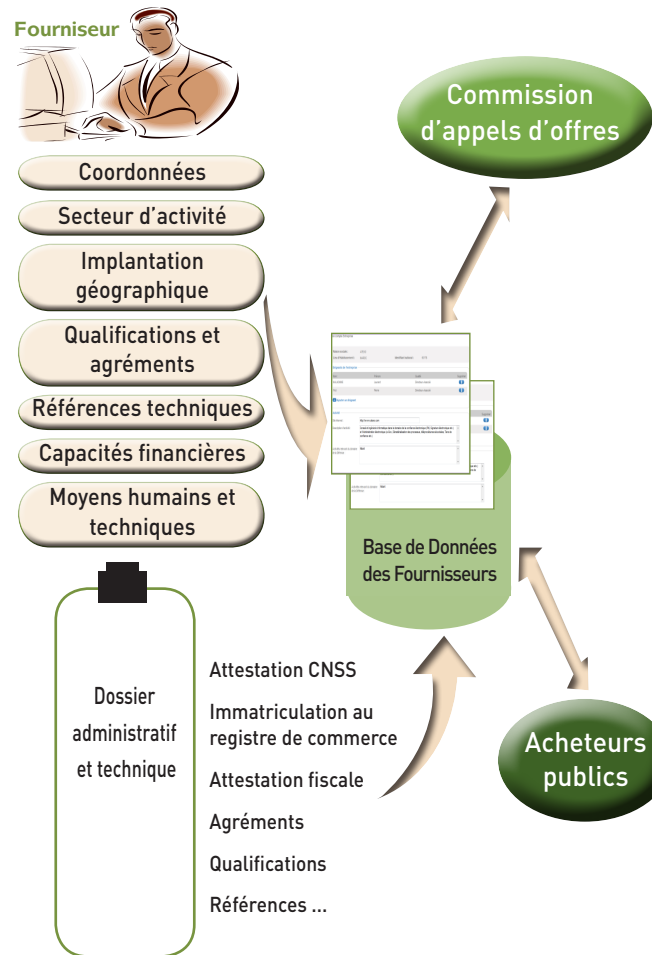 Fourniseur
Commission
d'appels d'offres
Coordonnées
Secteur d'activité
Implantation
géographique
Qualifications et
agréments
Références techniques
Capacités financières
Moyens humains et
techniques
Base de Données
des Fournisseurs
Dossier
administratif
et technique
Attestation CNSS
Immatriculation au
registre de commerce
Attestation fiscale
Agréments
Qualifications
Références ...
Acheteurs
publics